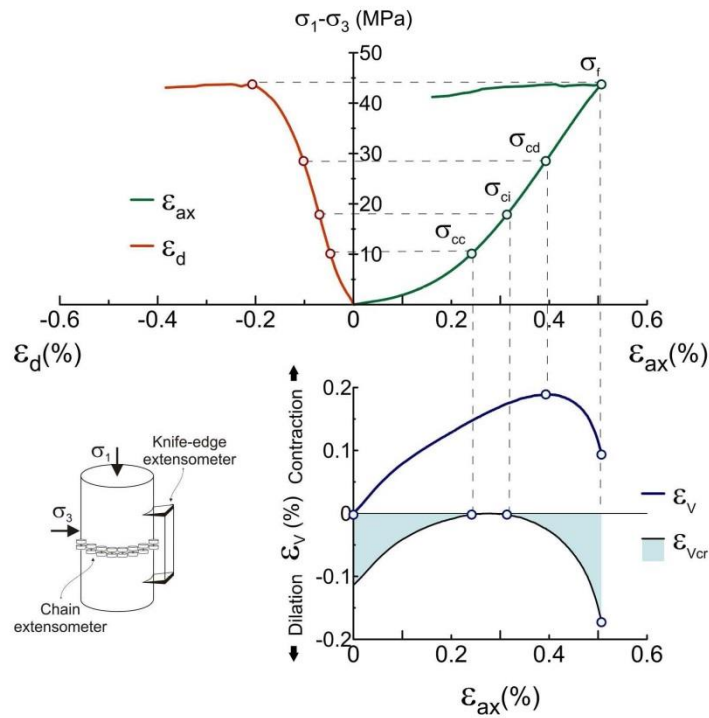 σ1-σ3 (MPa)
50
40
30
20
10
σf
σcd
σci
σcc
εax
εd
-0.6
-0.4
-0.2
0
0.2
0.4
0.6
εd(%)
εax(%)
σ1
σ3
Knife-edge
extensometer
Chain
extensometer
Contraction
Dilation
εV(%)
0.2
0.1
0
-0.1
-0.2
εV
εVcr
0
0.2
0.4
0.6
εax(%)